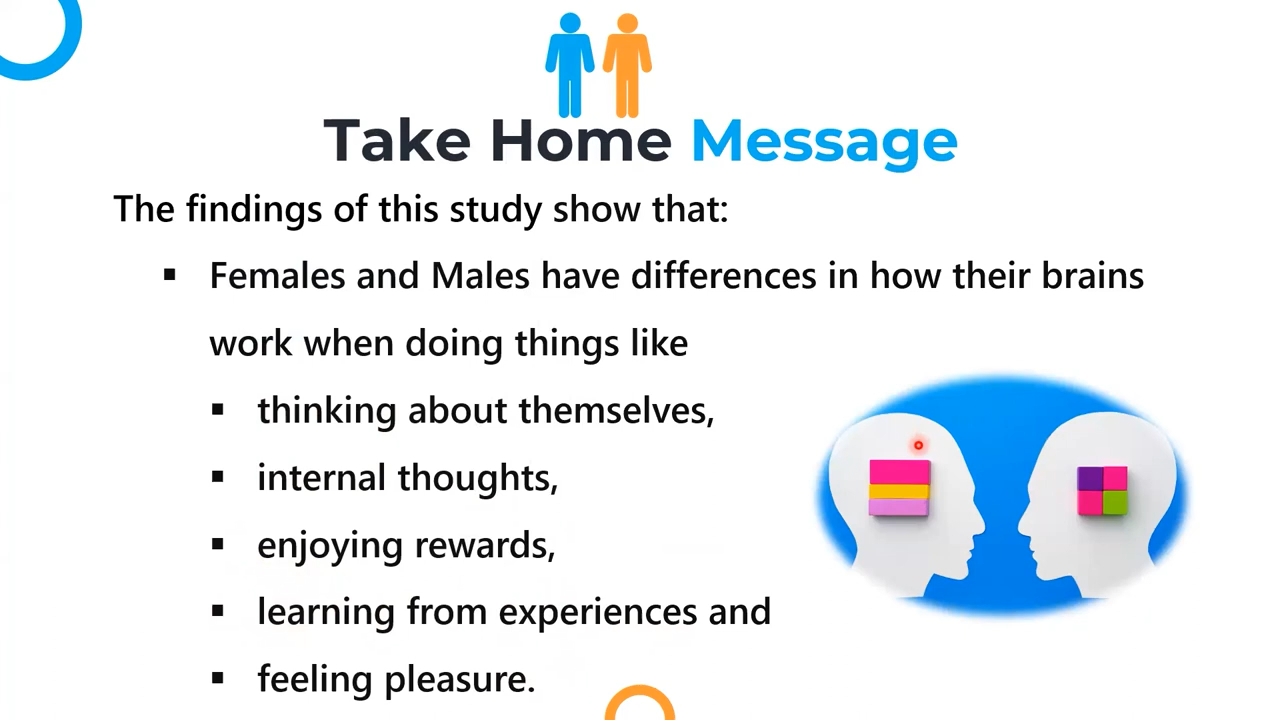 Take Home Message
The findings of this study show that:
▪ Females and Males have differences in how their brains
work when doing things like
▪ thinking about themselves,
▪ internal thoughts,
▪ enjoying rewards,
▪ learning from experiences and
▪ feeling pleasure.